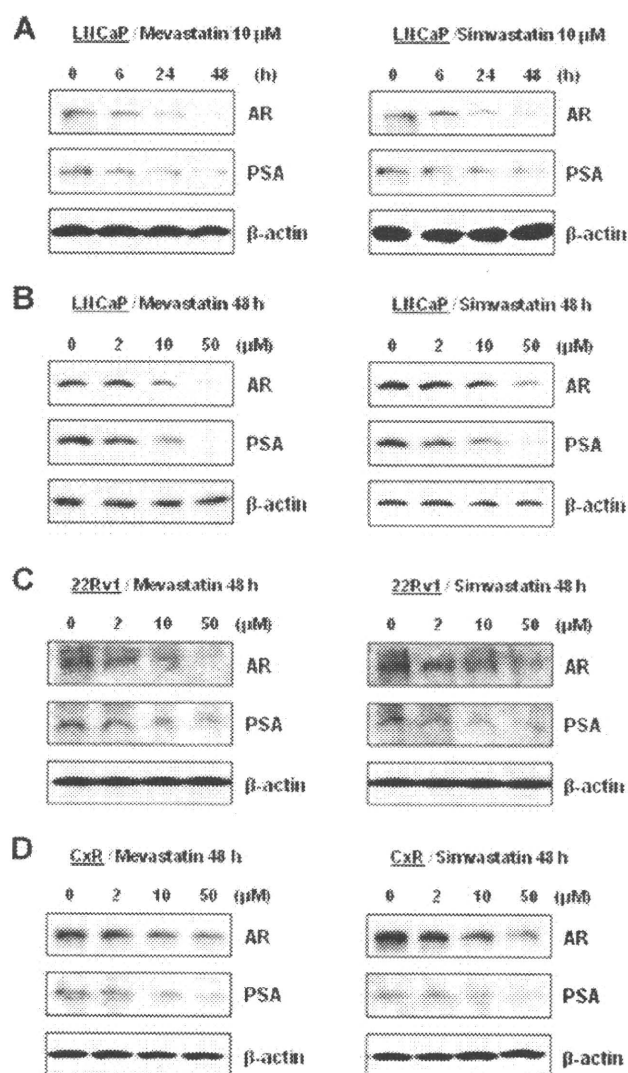 A
LNCaP / Mevastatin 10 µM
LNCaP / Simvastatin 10 µM
0 6 24 48 (h)
0 6 24 48 (h)
AR
AR
PSA
PSA
β-actin
β-actin
B
LNCaP / Mevastatin 48 h
LNCaP / Simvastatin 48 h
0 2 10 50 (µM)
0 2 10 50 (µM)
AR
AR
PSA
PSA
β-actin
β-actin
C
22Rv1 / Mevastatin 48 h
22Rv1 / Simvastatin 48 h
0 2 10 50 (µM)
0 2 10 50 (µM)
AR
AR
PSA
PSA
β-actin
β-actin
D
CxR / Mevastatin 48 h
CxR / Simvastatin 48 h
0 2 10 50 (µM)
0 2 10 50 (µM)
AR
AR
PSA
PSA
β-actin
β-actin